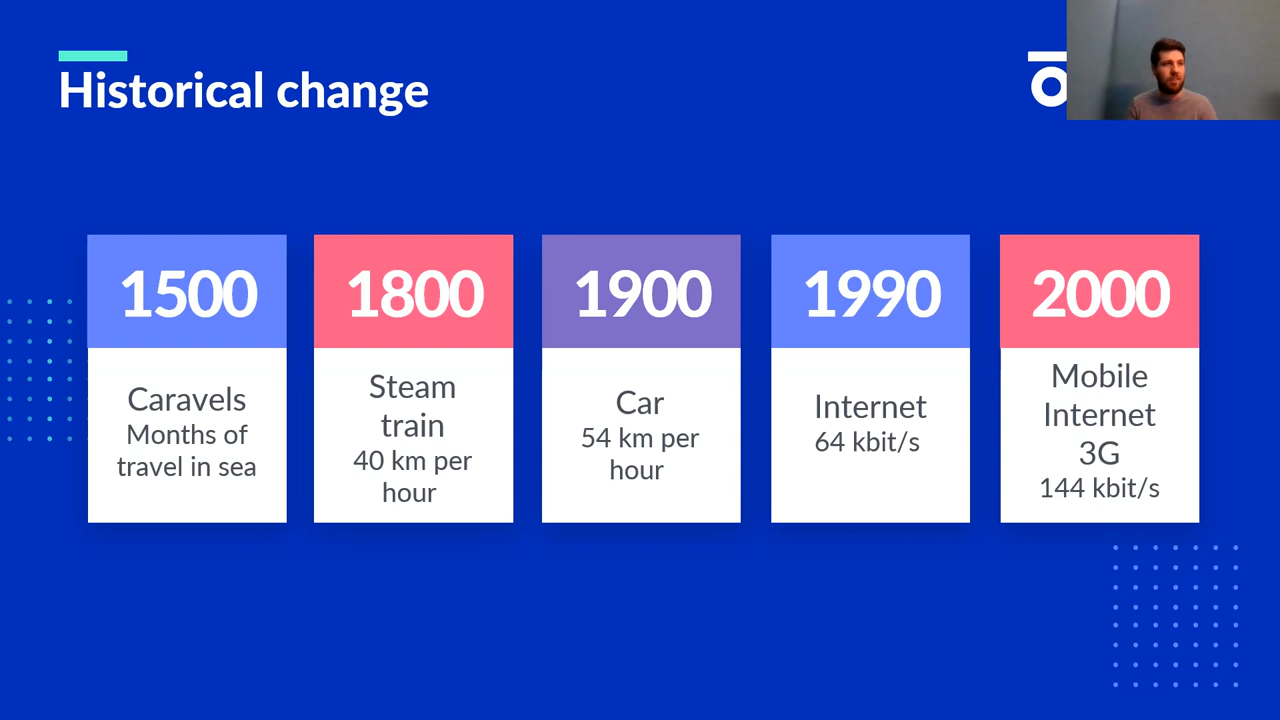 Historical change
1500
Caravels
Months of
travel in sea
1800
Steam
train
40 km per
hour
1900
Car
54 km per
hour
1990
Internet
64 kbit/s
2000
Mobile
Internet
3G
144 kbit/s